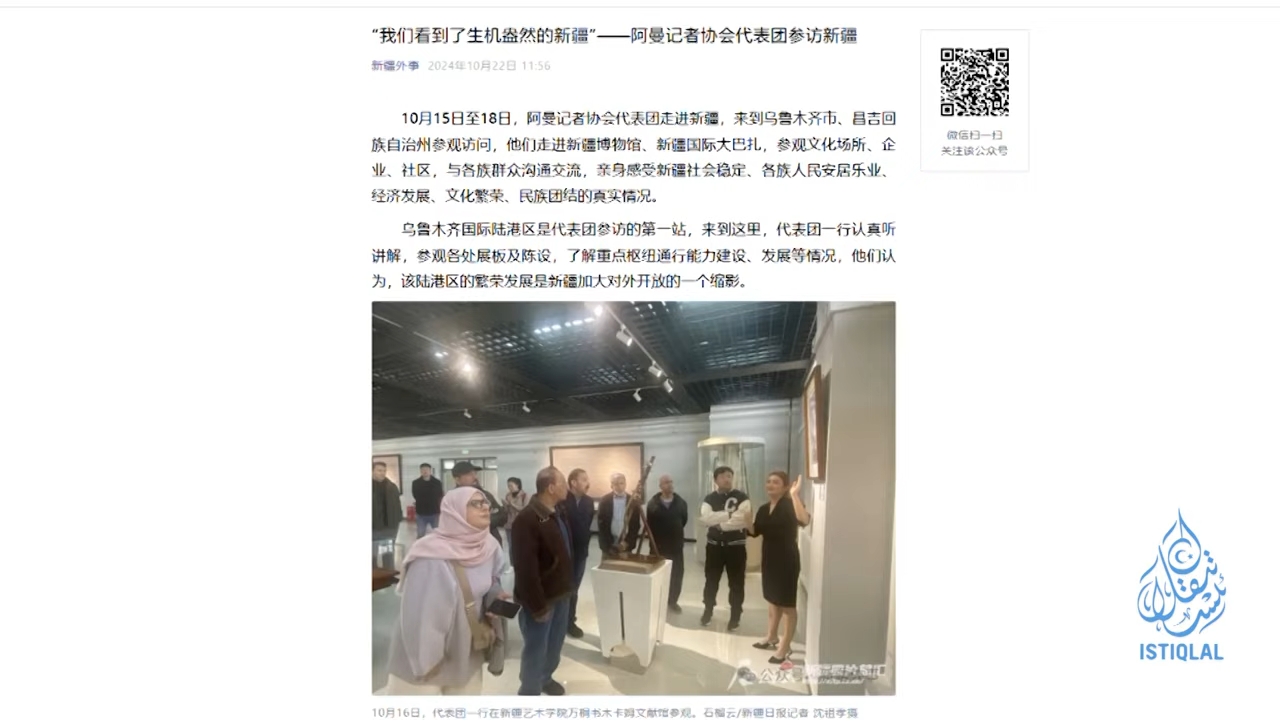 “我们看到了生机盎然的新疆”——阿曼记者协会代表团参访新疆
新疆外事 2024年10月22日 11:56
10月15日至18日，阿曼记者协会代表团走进新疆，来到乌鲁木齐市、昌吉回
族自治州参观访问，他们走进新疆博物馆、新疆国际大巴扎，参观文化场所、企
业、社区，与各族群众沟通交流，亲身感受新疆社会稳定、各族人民安居乐业、
经济发展、文化繁荣、民族团结的真实情况。
乌鲁木齐国际陆港区是代表团参访的第一站，来到这里，代表团一行认真听
讲解，参观各处展板及陈设，了解重点枢纽通行能力建设、发展等情况，他们认
为，该陆港区的繁荣发展是新疆加大对外开放的一个缩影。
公众
10月16日，代表团一行在新疆艺术学院万桐书木卡姆文献馆参观。石榴云/新疆日报记者 沈祖孝摄
微信扫一扫
关注该公众号
ئىستىقلال
ISTIQLAL